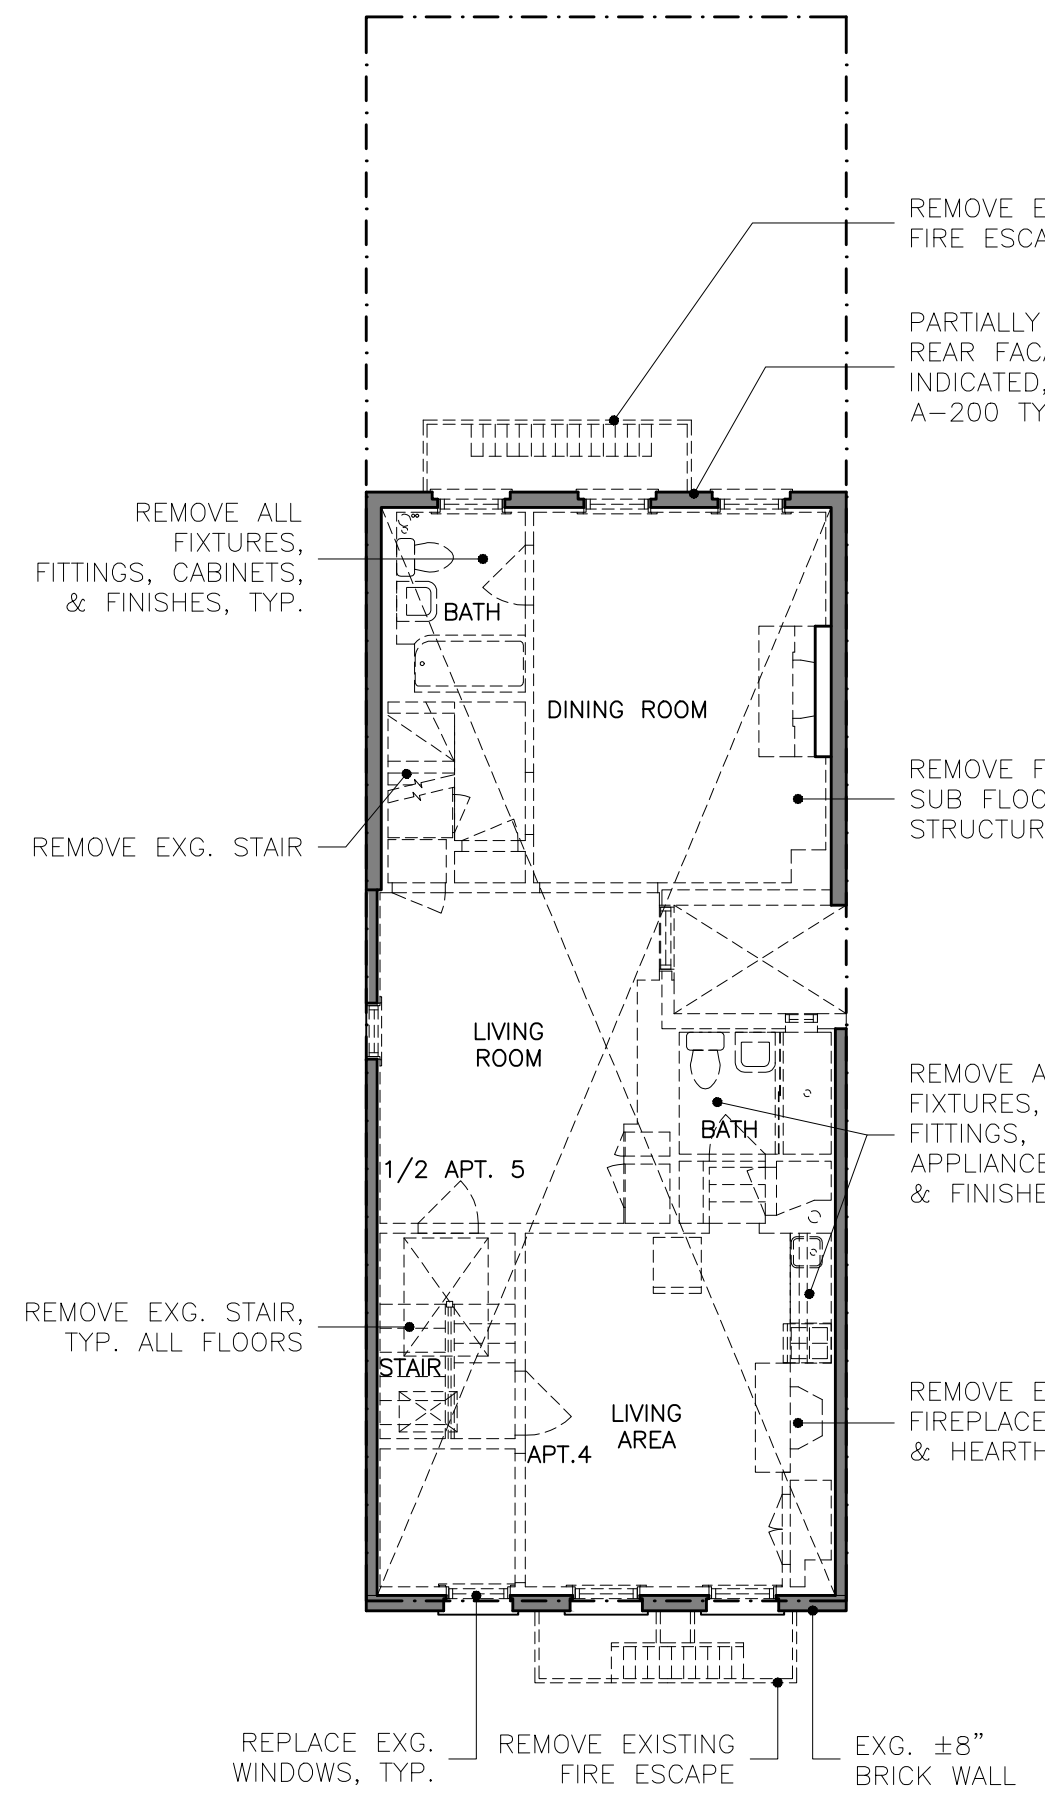 REMOVE E
FIRE ESCA
PARTIALLY
REAR FAC
INDICATED,
A-200 TY
REMOVE ALL
FIXTURES,
FITTINGS, CABINETS,
& FINISHES, TYP.
BATH
DINING ROOM
REMOVE F
SUB FLOO
STRUCTUR
REMOVE EXG. STAIR
LIVING
ROOM
REMOVE A
FIXTURES,
FITTINGS,
APPLIANCE
& FINISHE
BATH
1/2 APT. 5
REMOVE EXG. STAIR,
TYP. ALL FLOORS
STAIR
LIVING
AREA
APT.4
REMOVE E
FIREPLACE
& HEARTH
REPLACE EXG.
WINDOWS, TYP.
REMOVE EXISTING
FIRE ESCAPE
EXG. ±8”
BRICK WALL